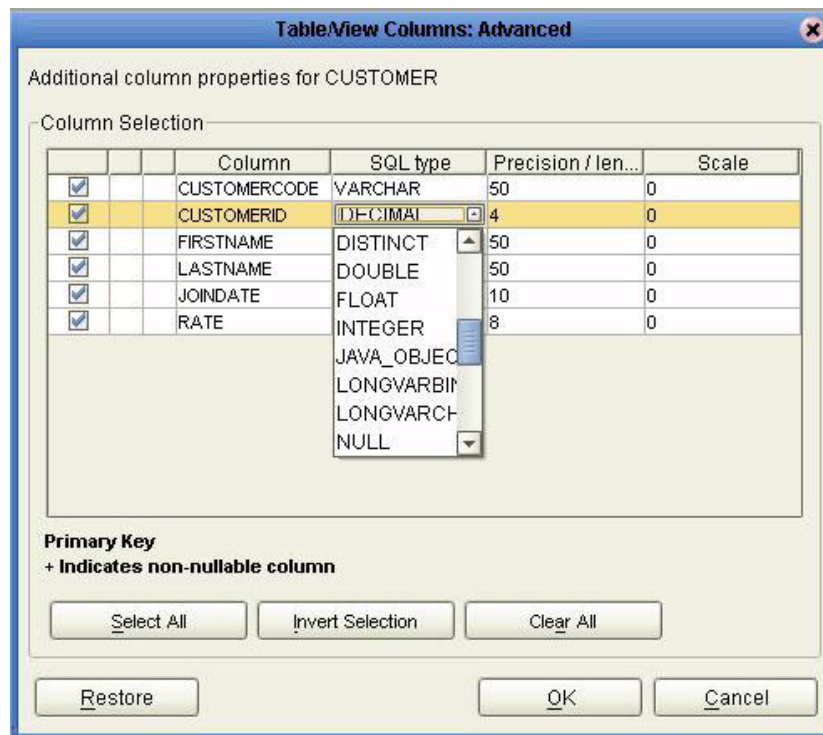 Table/View Columns: Advanced
Additional column properties for CUSTOMER
Column Selection
Column SQL type Precision / len... Scale
CUSTOMERCODE VARCHAR 50 0
CUSTOMERID DECIMAL 4 0
FIRSTNAME DISTINCT 50 0
LASTNAME DOUBLE 50 0
JOINDATE FLOAT 10 0
RATE INTEGER 8 0
JAVA_OBJEC
LONGVARBIN
LONGVARCH
NULL
Primary Key
+ Indicates non-nullable column
Select All Invert Selection Clear All
Restore OK Cancel